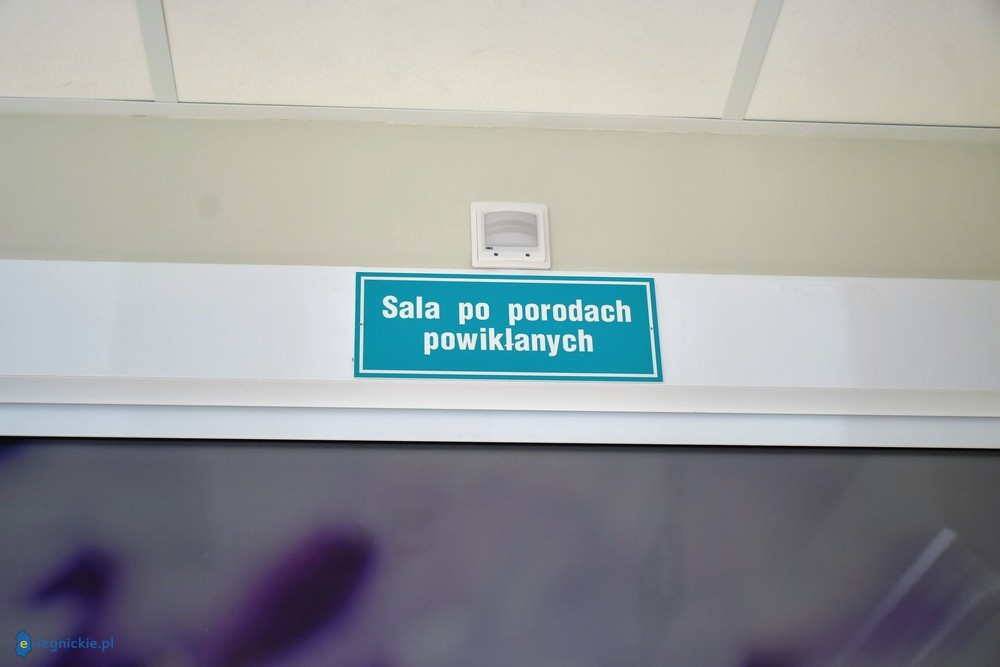 Sala po porodach
powikłanych
e-legnickie.pl